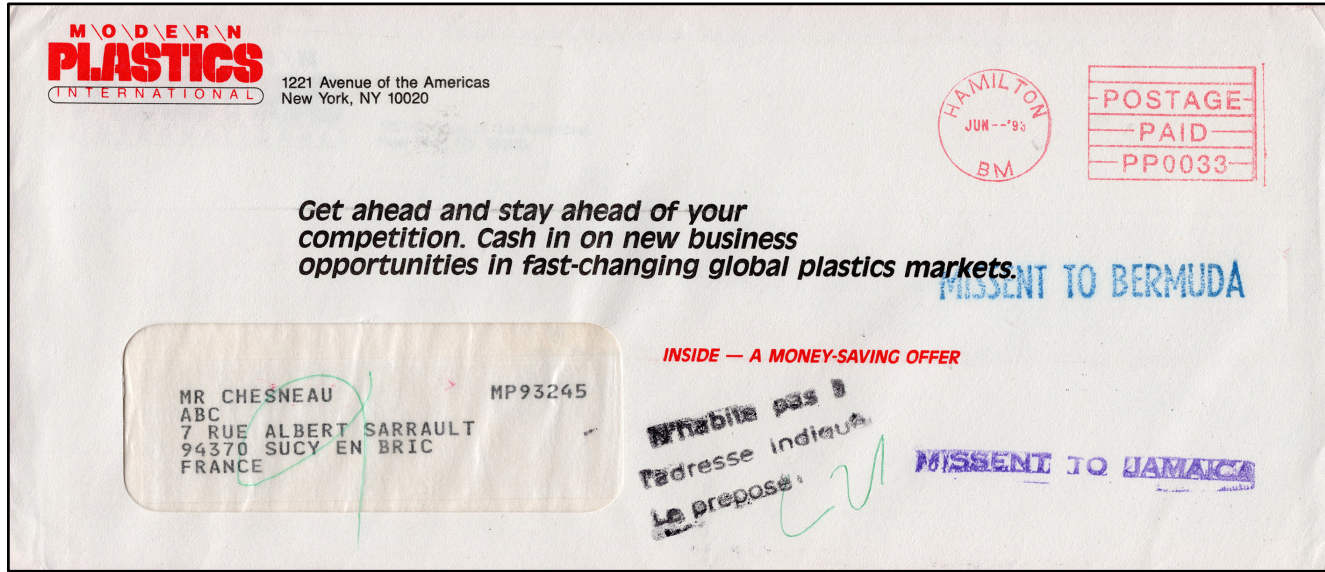 M\O\D\E\R\N
PLASTICS
INTERNATIONAL
1221 Avenue of the Americas
New York, NY 10020
HAMILTON
JUN--'93
BM
POSTAGE
PAID
PP0033
Get ahead and stay ahead of your
competition. Cash in on new business
opportunities in fast-changing global plastics markets.
MISSENT TO BERMUDA
INSIDE — A MONEY-SAVING OFFER
MR CHESNEAU MP93245
ABC
7 RUE ALBERT SARRAULT
94370 SUCY EN BRIC
FRANCE
N'habite pas à
l'adresse indiqué
Le préposé:
MISSENT TO JAMAICA